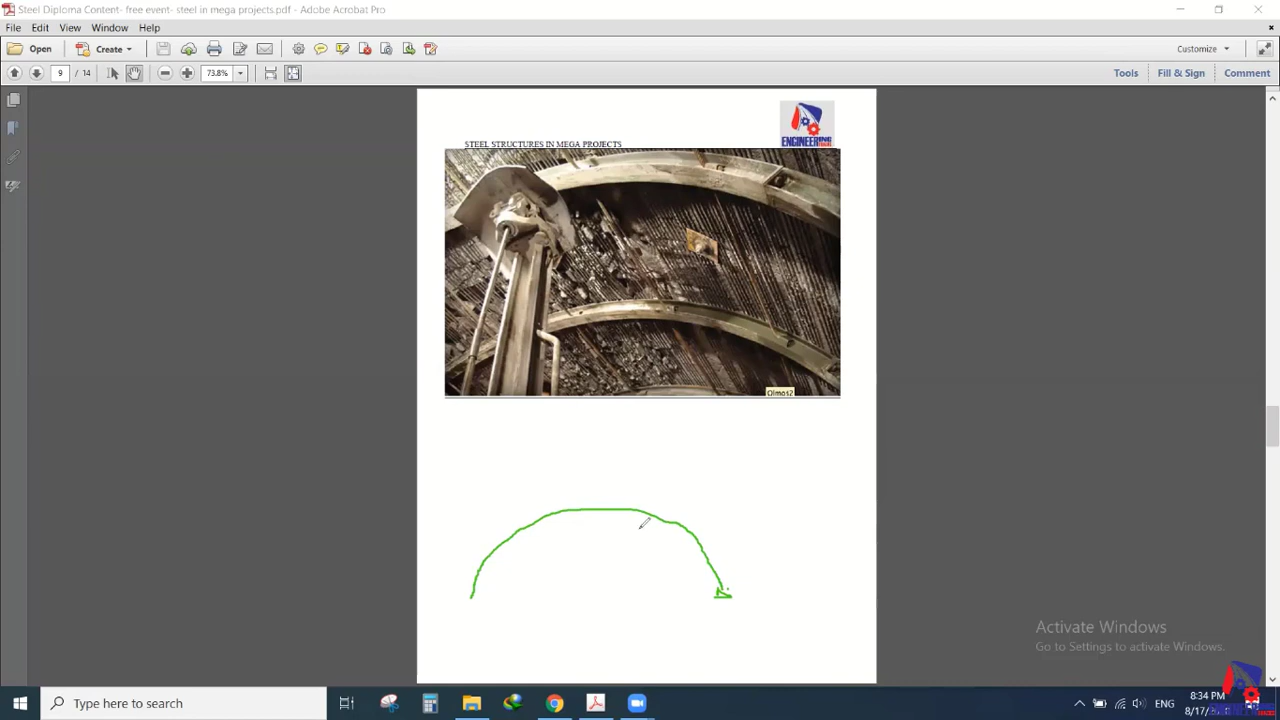 Steel Diploma Content- free event- steel in mega projects.pdf - Adobe Acrobat Pro
File Edit View Window Help
Open Create Customize
9 / 14 73.8% Tools Fill & Sign Comment
STEEL STRUCTURES IN MEGA PROJECTS
Olmos2
Activate Windows
Go to Settings to activate Windows.
Type here to search
ENG
8:34 PM